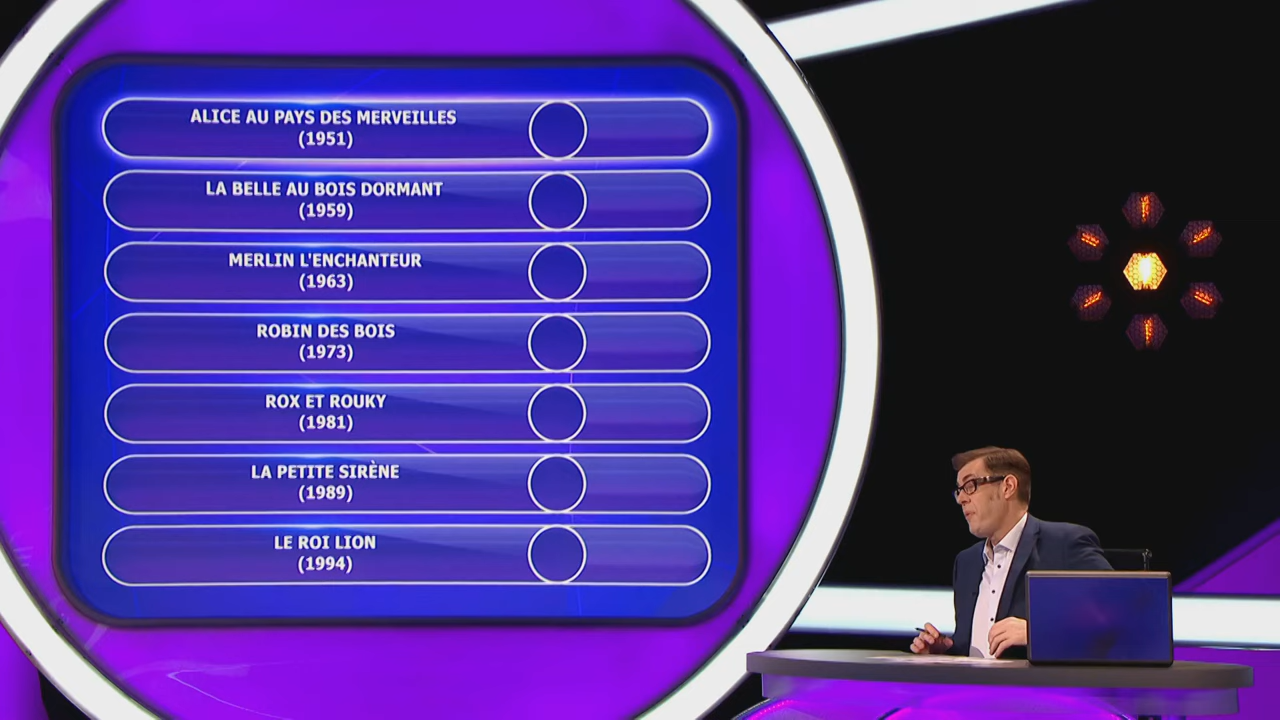 ALICE AU PAYS DES MERVEILLES
(1951)
LA BELLE AU BOIS DORMANT
(1959)
MERLIN L'ENCHANTEUR
(1963)
ROBIN DES BOIS
(1973)
ROX ET ROUKY
(1981)
LA PETITE SIRÈNE
(1989)
LE ROI LION
(1994)